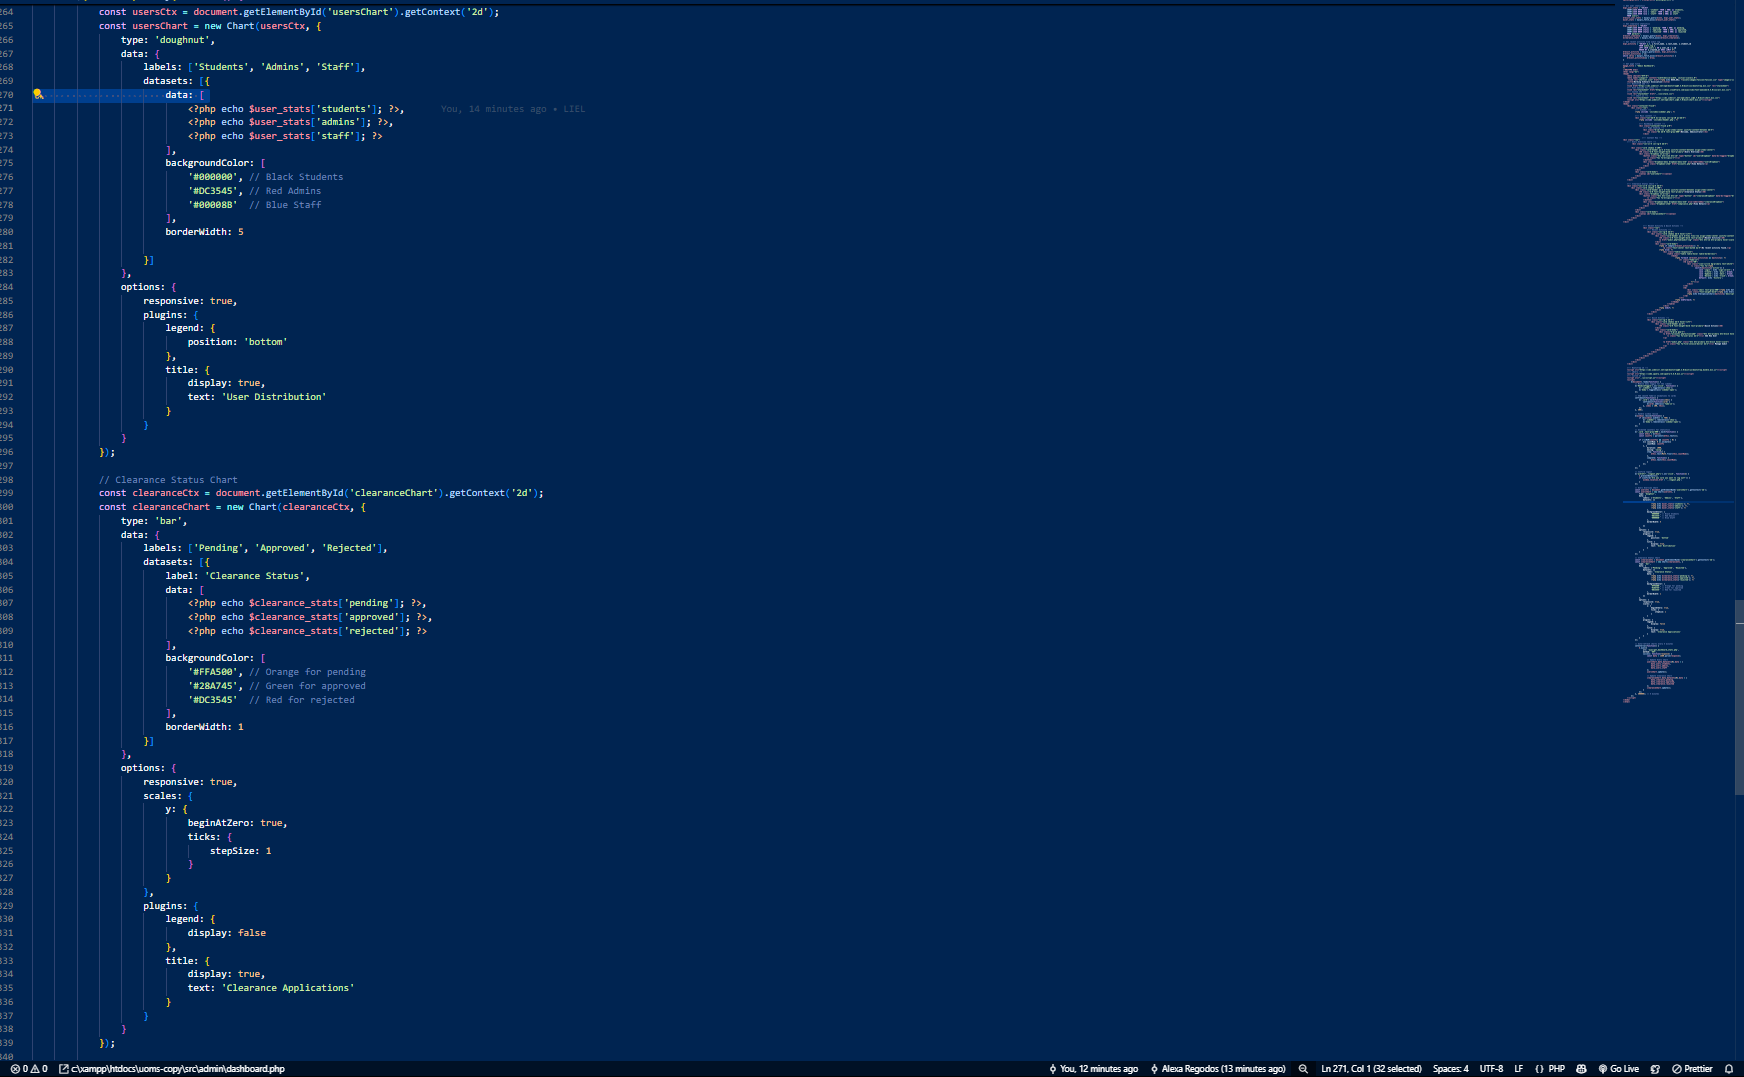 264 const usersCtx = document.getElementById('usersChart').getContext('2d');
265 const usersChart = new Chart(usersCtx, {
266 type: 'doughnut',
267 data: {
268 labels: ['Students', 'Admins', 'Staff'],
269 datasets: [{
270 data: [
271 <?php echo $user_stats['students']; ?>, You, 14 minutes ago • LIEL
272 <?php echo $user_stats['admins']; ?>,
273 <?php echo $user_stats['staff']; ?>
274 ],
275 backgroundColor: [
276 '#000000', // Black Students
277 '#DC3545', // Red Admins
278 '#00008B' // Blue Staff
279 ],
280 borderWidth: 5
281
282 }]
283 },
284 options: {
285 responsive: true,
286 plugins: {
287 legend: {
288 position: 'bottom'
289 },
290 title: {
291 display: true,
292 text: 'User Distribution'
293 }
294 }
295 }
296 });
297
298 // Clearance Status Chart
299 const clearanceCtx = document.getElementById('clearanceChart').getContext('2d');
300 const clearanceChart = new Chart(clearanceCtx, {
301 type: 'bar',
302 data: {
303 labels: ['Pending', 'Approved', 'Rejected'],
304 datasets: [{
305 label: 'Clearance Status',
306 data: [
307 <?php echo $clearance_stats['pending']; ?>,
308 <?php echo $clearance_stats['approved']; ?>,
309 <?php echo $clearance_stats['rejected']; ?>
310 ],
311 backgroundColor: [
312 '#FFA500', // Orange for pending
313 '#28A745', // Green for approved
314 '#DC3545' // Red for rejected
315 ],
316 borderWidth: 1
317 }]
318 },
319 options: {
320 responsive: true,
321 scales: {
322 y: {
323 beginAtZero: true,
324 ticks: {
325 stepSize: 1
326 }
327 }
328 },
329 plugins: {
330 legend: {
331 display: false
332 },
333 title: {
334 display: true,
335 text: 'Clearance Applications'
336 }
337 }
338 }
339 });
340
0 0 c:\xampp\htdocs\uoms-copy\src\admin\dashboard.php You, 12 minutes ago Alexa Regodos (13 minutes ago) Ln 271, Col 1 (32 selected) Spaces: 4 UTF-8 LF {} PHP Go Live Prettier